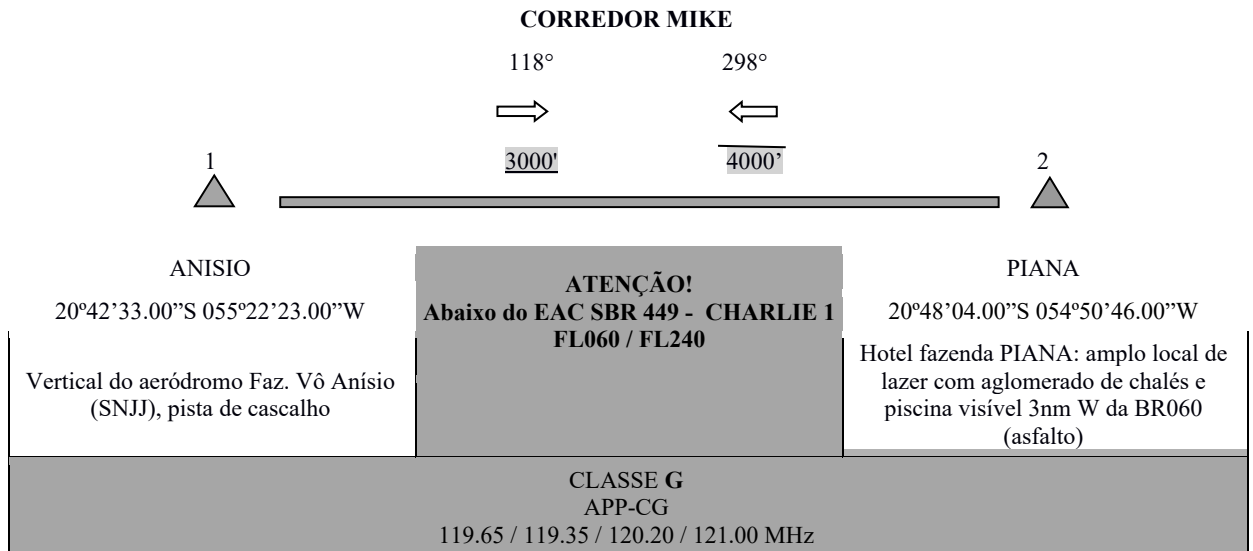 CORREDOR MIKE
118° 298°
3000' 4000’
1 2
ANISIO
20º42’33.00”S 055º22’23.00”W
Vertical do aeródromo Faz. Vô Anísio
(SNJJ), pista de cascalho
ATENÇÃO!
Abaixo do EAC SBR 449 - CHARLIE 1
FL060 / FL240
PIANA
20º48’04.00”S 054º50’46.00”W
Hotel fazenda PIANA: amplo local de
lazer com aglomerado de chalés e
piscina visível 3nm W da BR060
(asfalto)
CLASSE G
APP-CG
119.65 / 119.35 / 120.20 / 121.00 MHz